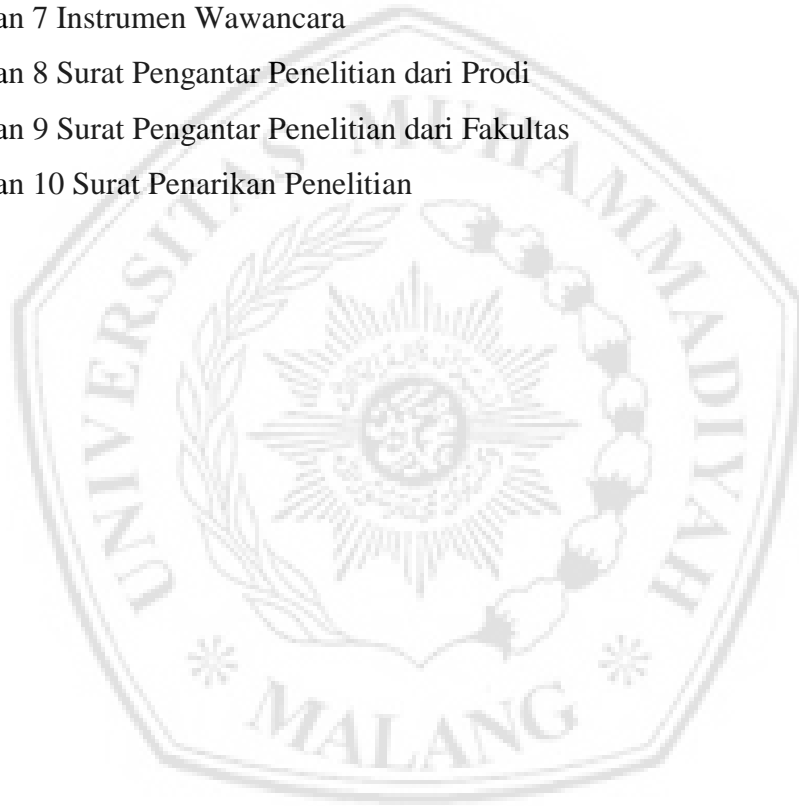 an 7 Instrumen Wawancara
an 8 Surat Pengantar Penelitian dari Prodi
an 9 Surat Pengantar Penelitian dari Fakultas
an 10 Surat Penarikan Penelitian
UNIVERSITAS MUHAMMADIYAH
MALANG